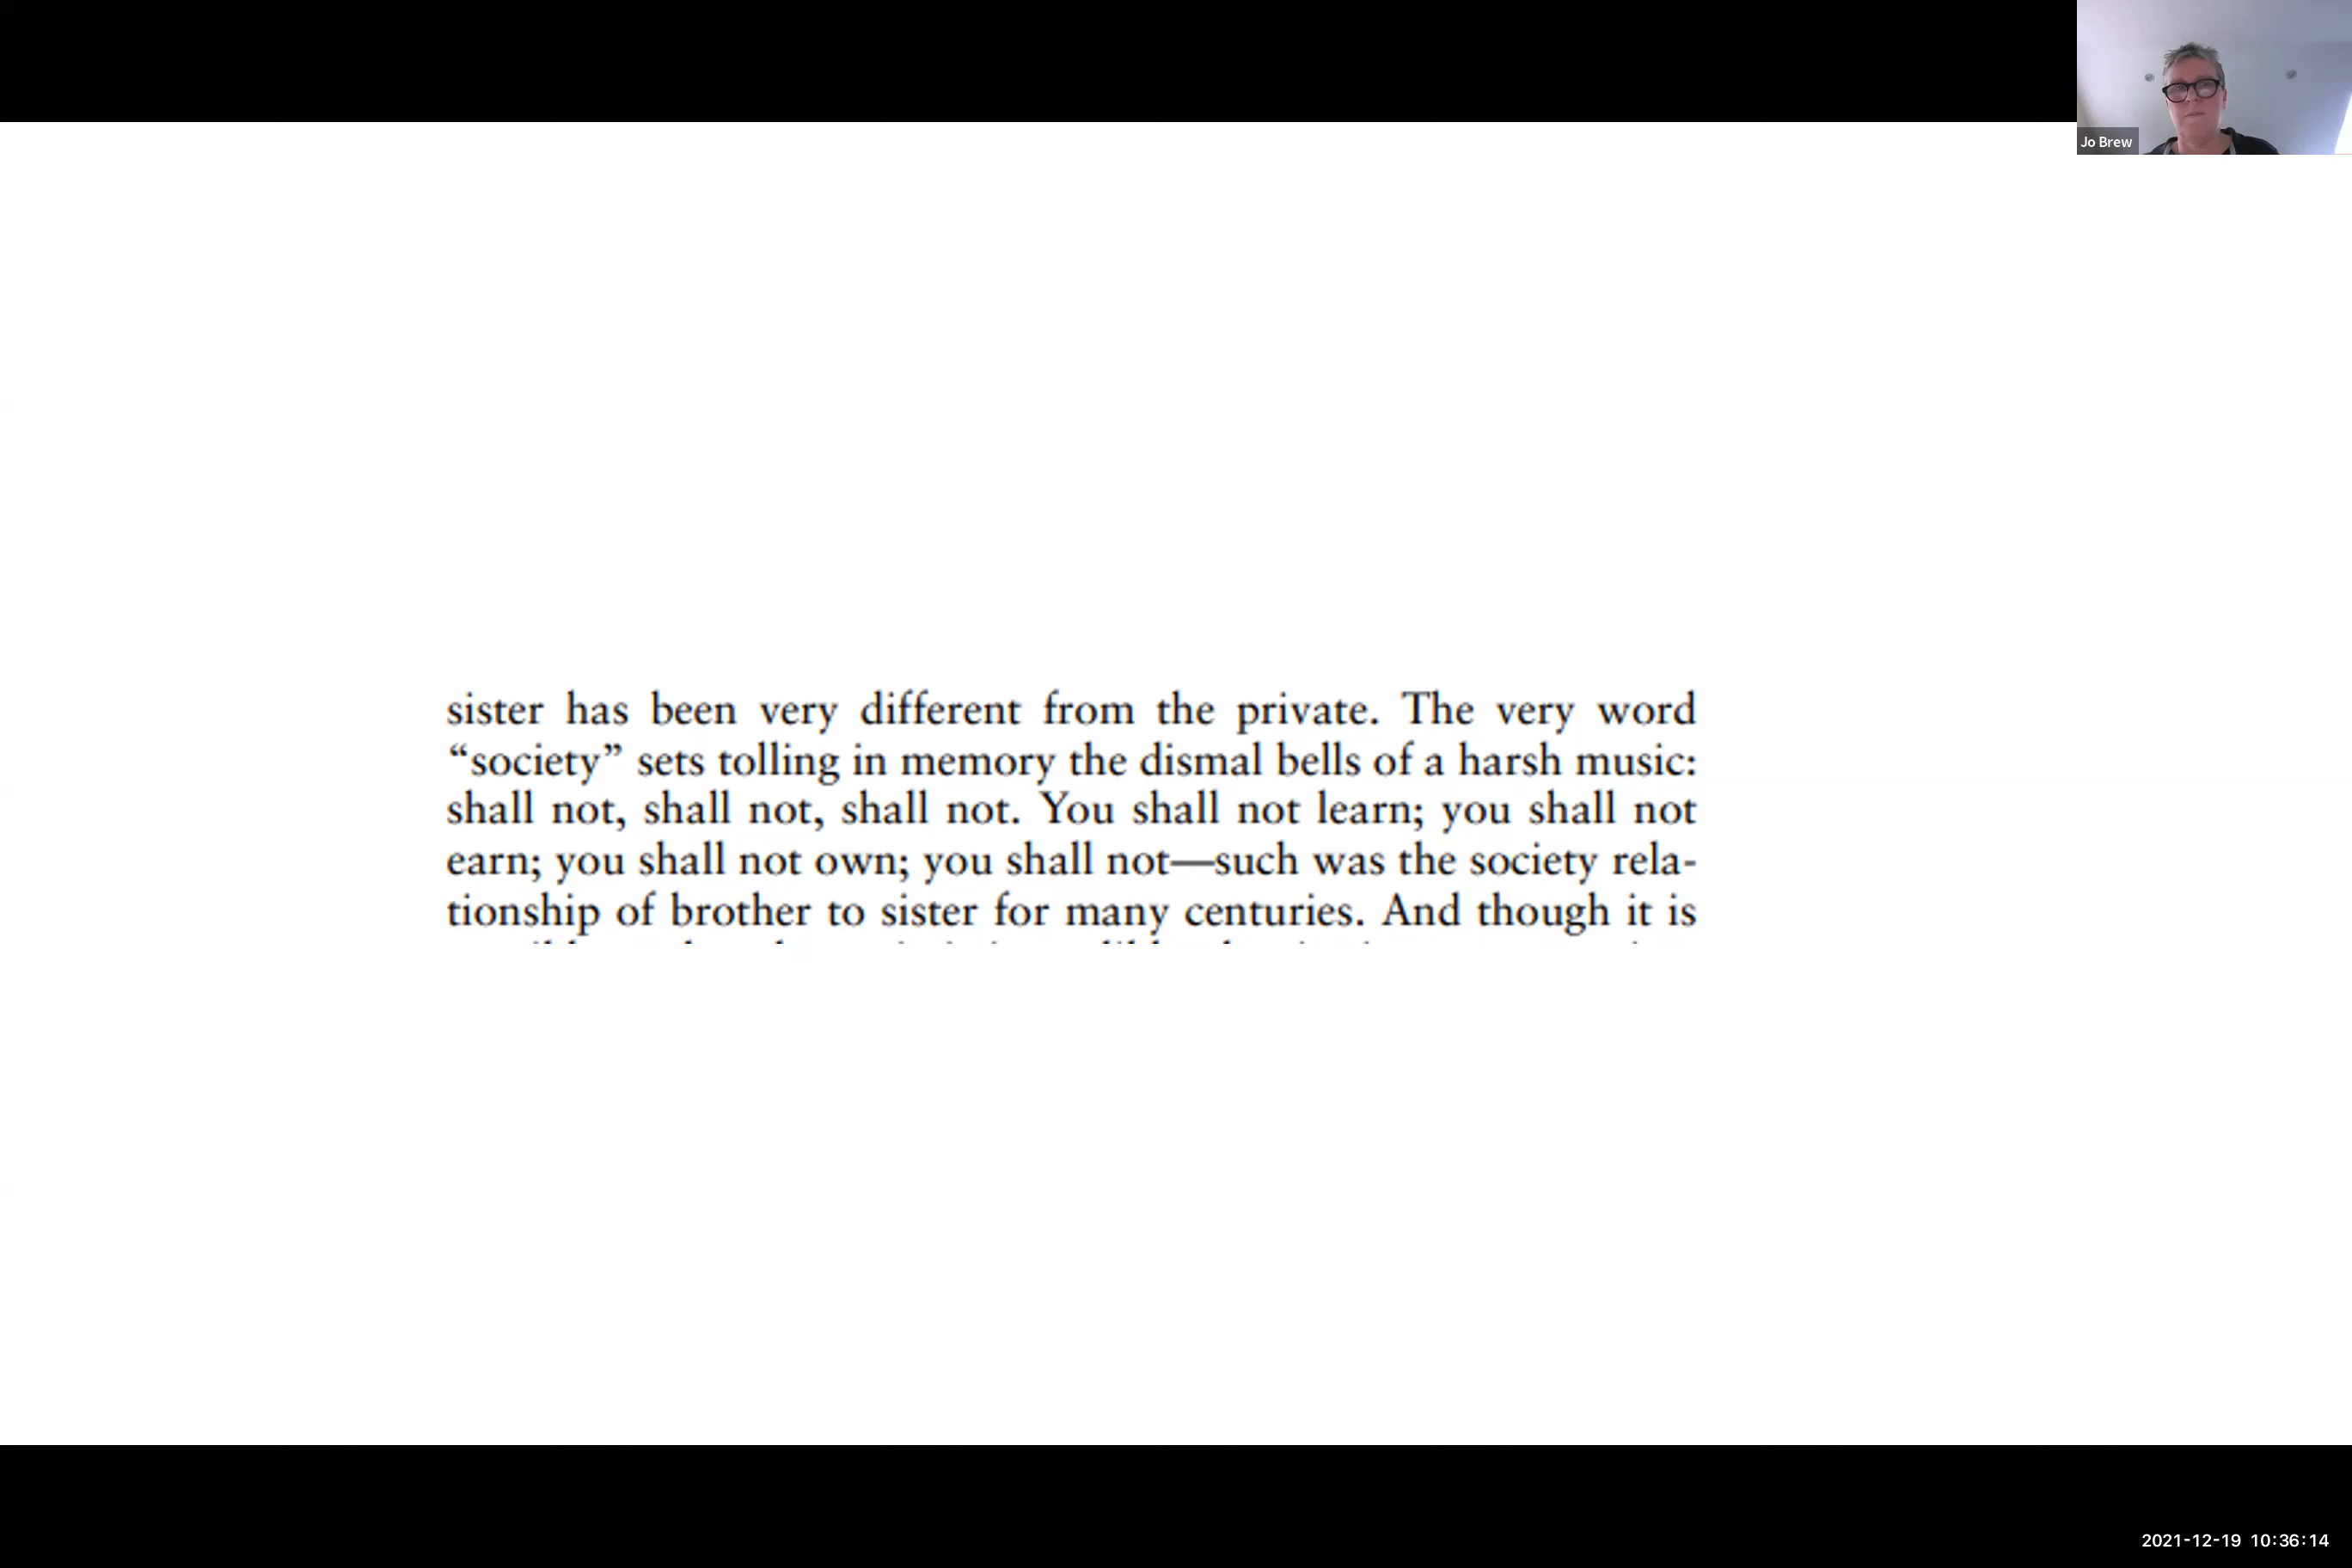 Jo Brew
sister has been very different from the private. The very word
“society” sets tolling in memory the dismal bells of a harsh music:
shall not, shall not, shall not. You shall not learn; you shall not
earn; you shall not own; you shall not—such was the society rela-
tionship of brother to sister for many centuries. And though it is
2021-12-19 10:36:14